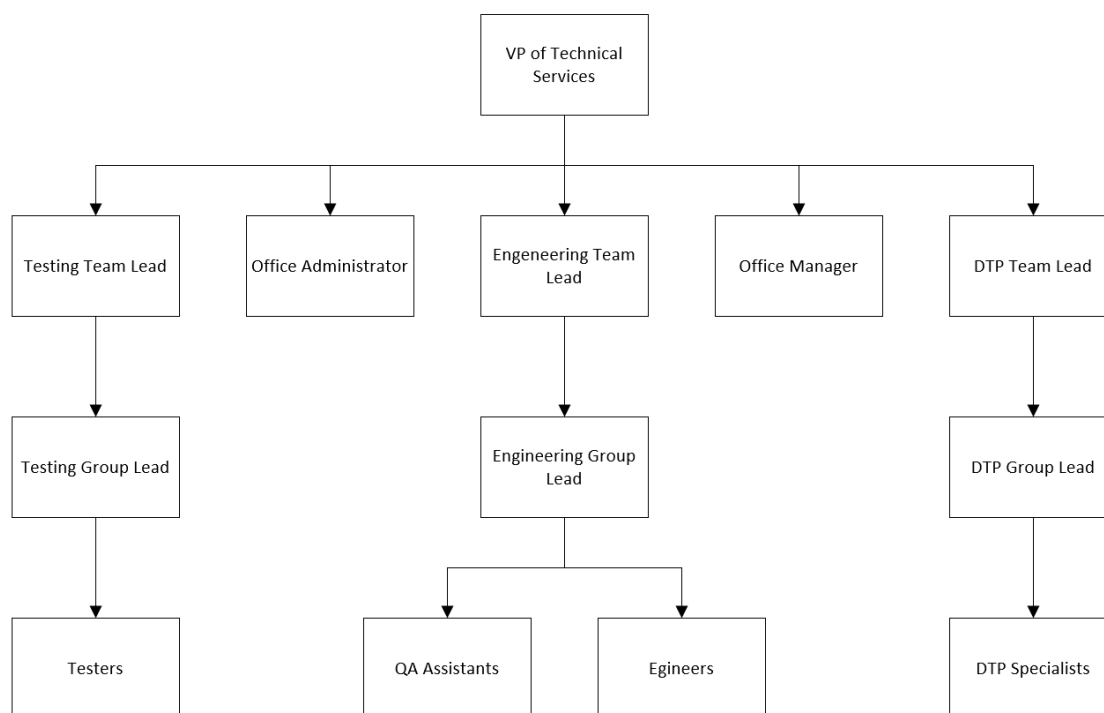 VP of Technical
Services
Testing Team Lead
Office Administrator
Engeneering Team
Lead
Office Manager
DTP Team Lead
Testing Group Lead
Engineering Group
Lead
DTP Group Lead
Testers
QA Assistants
Egineers
DTP Specialists